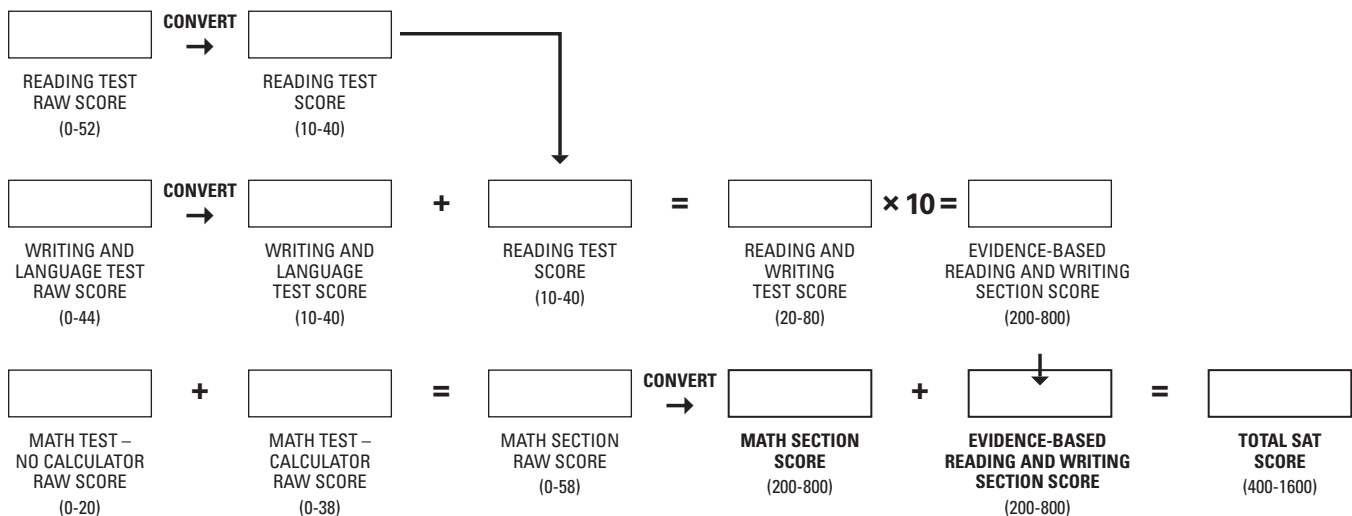 CONVERT
→
READING TEST
RAW SCORE
(0-52)
READING TEST
SCORE
(10-40)
CONVERT
→
+
=
× 10 =
WRITING AND
LANGUAGE TEST
RAW SCORE
(0-44)
WRITING AND
LANGUAGE
TEST SCORE
(10-40)
READING TEST
SCORE
(10-40)
READING AND
WRITING
TEST SCORE
(20-80)
EVIDENCE-BASED
READING AND WRITING
SECTION SCORE
(200-800)
+
=
CONVERT
→
+
=
MATH TEST –
NO CALCULATOR
RAW SCORE
(0-20)
MATH TEST –
CALCULATOR
RAW SCORE
(0-38)
MATH SECTION
RAW SCORE
(0-58)
MATH SECTION
SCORE
(200-800)
EVIDENCE-BASED
READING AND WRITING
SECTION SCORE
(200-800)
TOTAL SAT
SCORE
(400-1600)